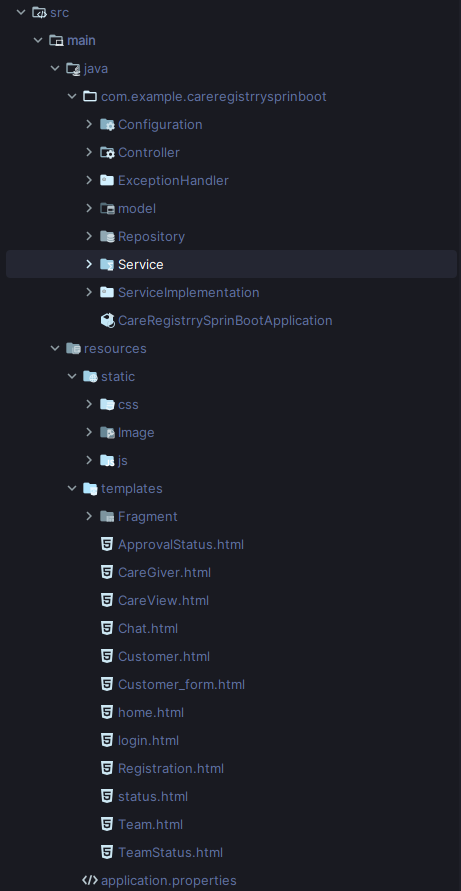 src
main
java
com.example.careregistrrysprinboot
Configuration
Controller
ExceptionHandler
model
Repository
Service
ServiceImplementation
CareRegistrrySprinBootApplication
resources
static
css
Image
js
templates
Fragment
ApprovalStatus.html
CareGiver.html
CareView.html
Chat.html
Customer.html
Customer_form.html
home.html
login.html
Registration.html
status.html
Team.html
TeamStatus.html
application.properties